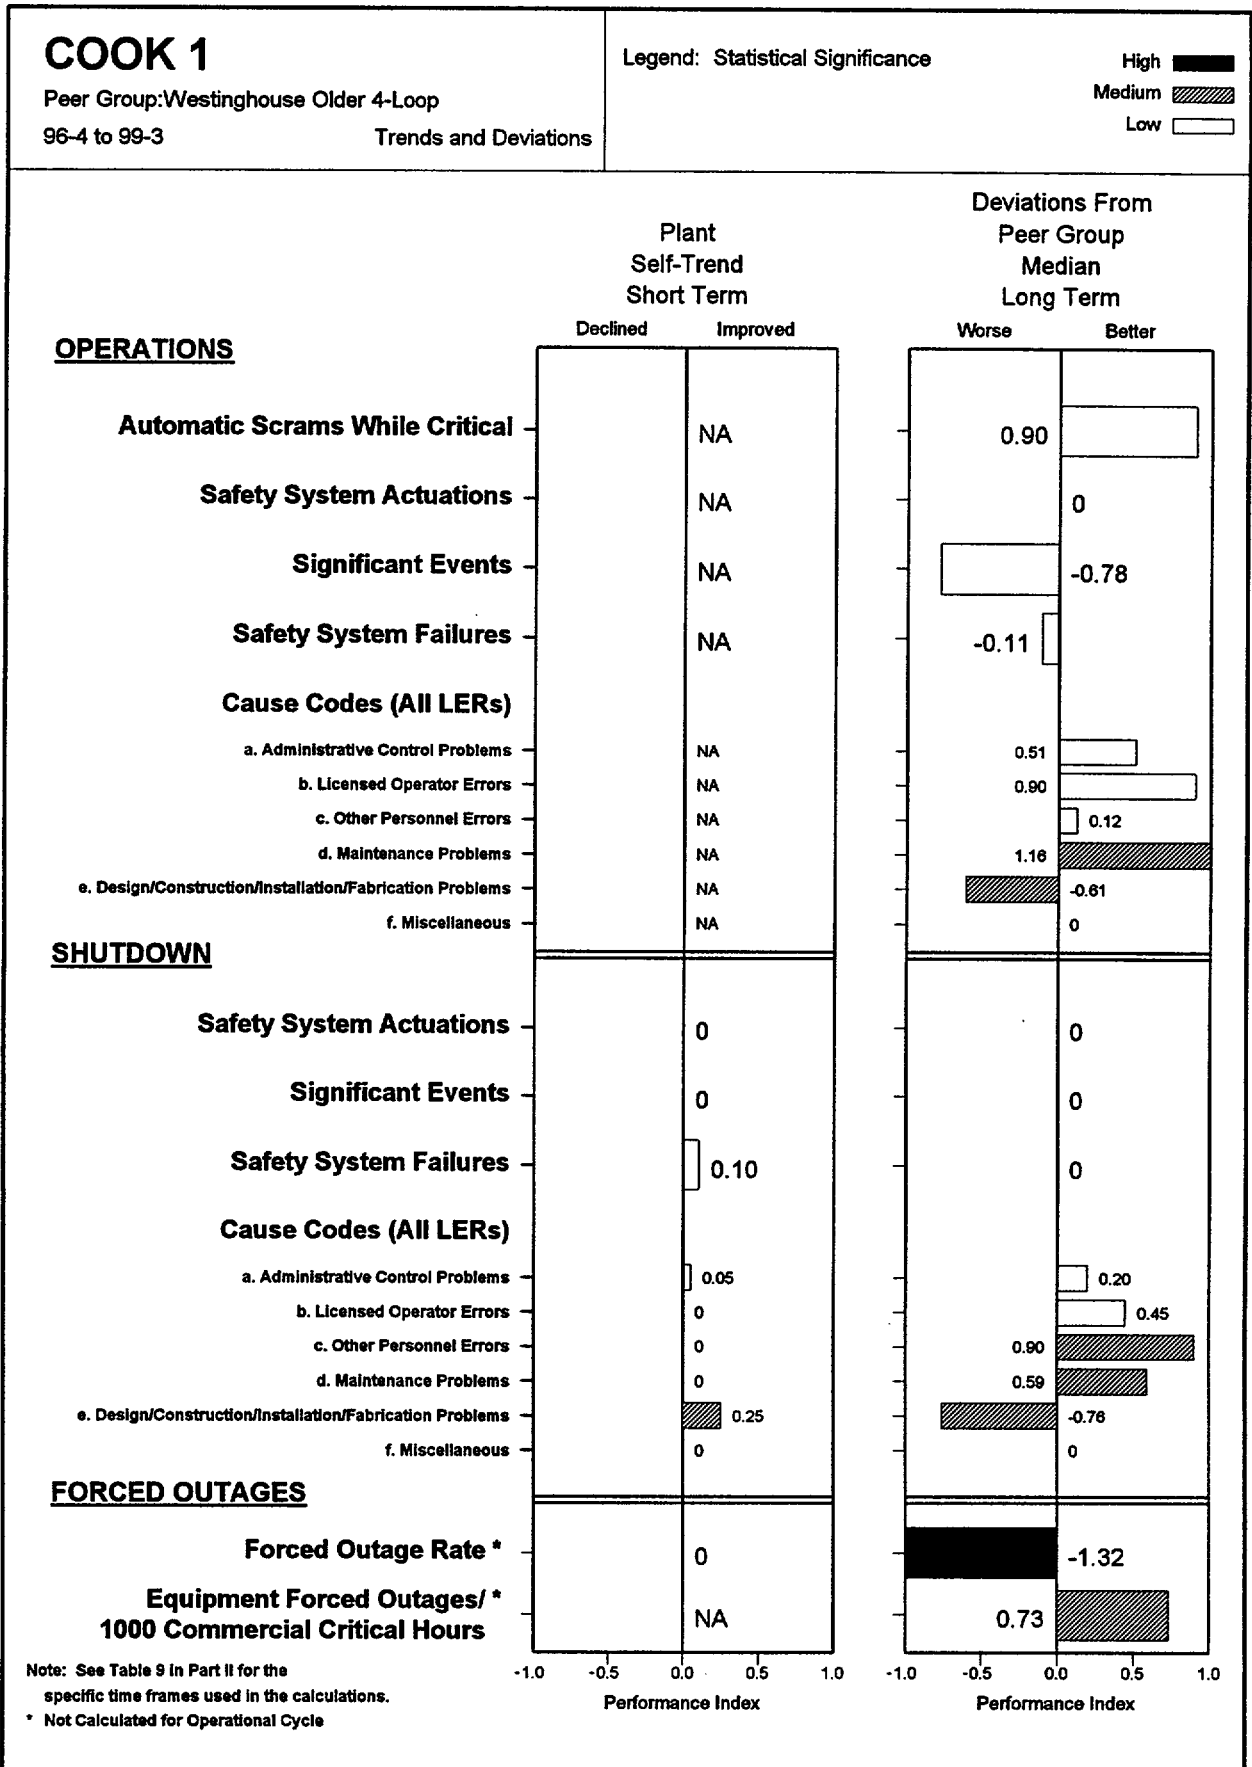 COOK 1
Peer Group:Westinghouse Older 4-Loop
96-4 to 99-3 Trends and Deviations
Legend: Statistical Significance
High
Medium
Low
Plant
Self-Trend
Short Term
Deviations From
Peer Group
Median
Long Term
Declined Improved Worse Better
OPERATIONS
Automatic Scrams While Critical NA 0.90
Safety System Actuations NA 0
Significant Events NA -0.78
Safety System Failures NA -0.11
Cause Codes (All LERs)
a. Administrative Control Problems NA 0.51
b. Licensed Operator Errors NA 0.90
c. Other Personnel Errors NA 0.12
d. Maintenance Problems NA 1.16
e. Design/Construction/Installation/Fabrication Problems NA -0.61
f. Miscellaneous NA 0
SHUTDOWN
Safety System Actuations 0 0
Significant Events 0 0
Safety System Failures 0.10 0
Cause Codes (All LERs)
a. Administrative Control Problems 0.05 0.20
b. Licensed Operator Errors 0 0.45
c. Other Personnel Errors 0 0.90
d. Maintenance Problems 0 0.59
e. Design/Construction/Installation/Fabrication Problems 0.25 -0.76
f. Miscellaneous 0 0
FORCED OUTAGES
Forced Outage Rate * 0 -1.32
Equipment Forced Outages/ *
1000 Commercial Critical Hours NA 0.73
-1.0 -0.5 0.0 0.5 1.0 -1.0 -0.5 0.0 0.5 1.0
Performance Index Performance Index
Note: See Table 9 in Part II for the
specific time frames used in the calculations.
* Not Calculated for Operational Cycle